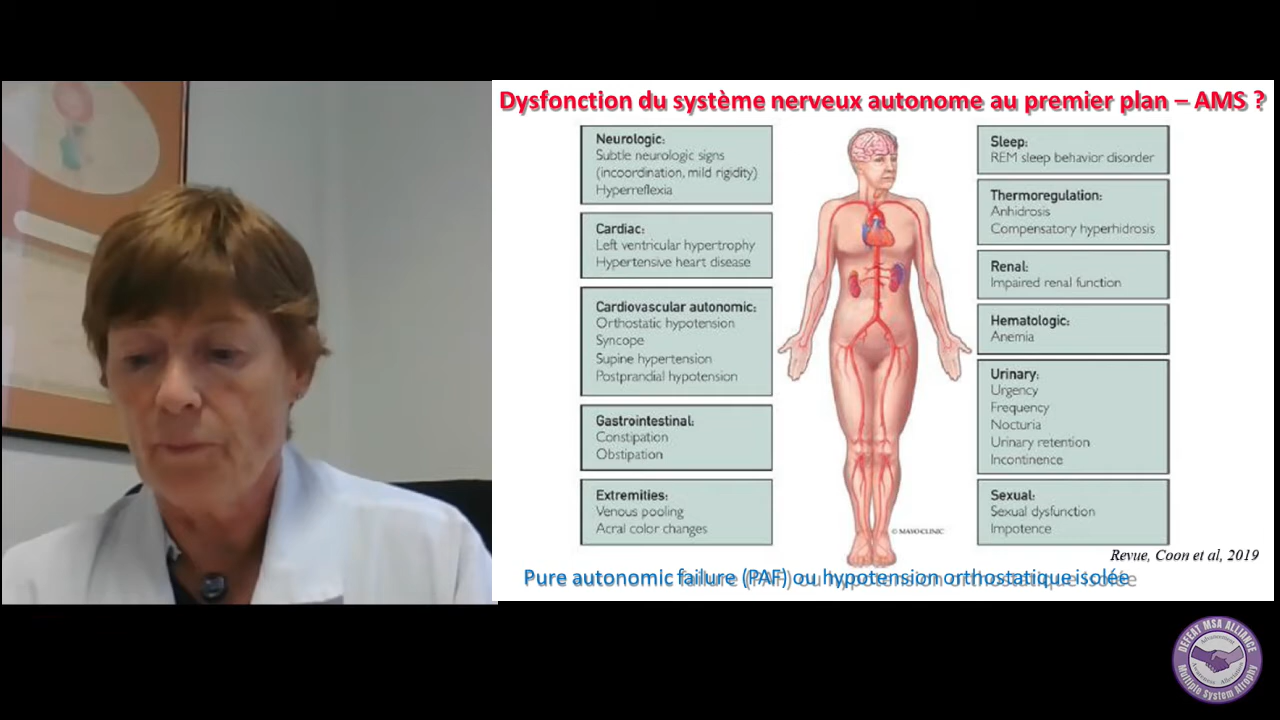 Dysfonction du système nerveux autonome au premier plan – AMS ?
Neurologic:
Subtle neurologic signs
(incoordination, mild rigidity)
Hyperreflexia
Cardiac:
Left ventricular hypertrophy
Hypertensive heart disease
Cardiovascular autonomic:
Orthostatic hypotension
Syncope
Supine hypertension
Postprandial hypotension
Gastrointestinal:
Constipation
Obstipation
Extremities:
Venous pooling
Acral color changes
Sleep:
REM sleep behavior disorder
Thermoregulation:
Anhidrosis
Compensatory hyperhidrosis
Renal:
Impaired renal function
Hematologic:
Anemia
Urinary:
Urgency
Frequency
Nocturia
Urinary retention
Incontinence
Sexual:
Sexual dysfunction
Impotence
© MAYO CLINIC
Revue, Coon et al, 2019
Pure autonomic failure (PAF) ou hypotension orthostatique isolée
DEFEAT MSA ALLIANCE
Multiple System Atrophy